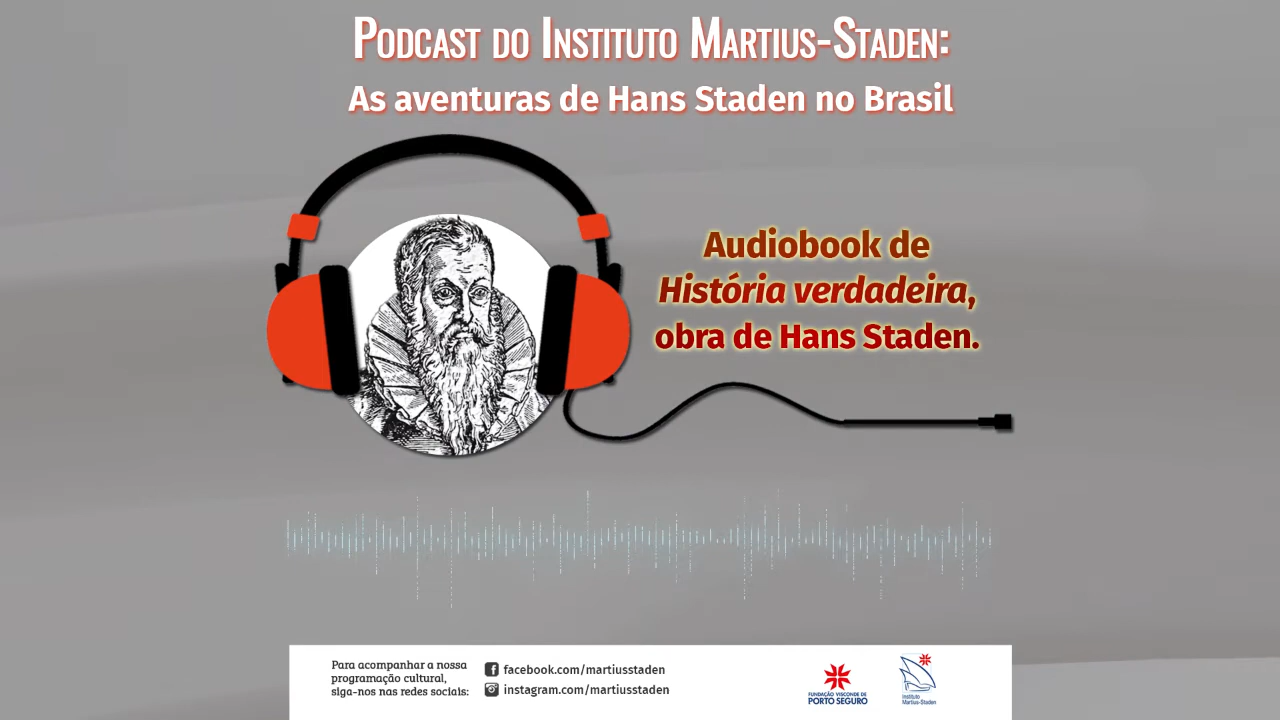 PODCAST DO INSTITUTO MARTIUS-STADEN:
As aventuras de Hans Staden no Brasil
Audiobook de
História verdadeira,
obra de Hans Staden.
Para acompanhar a nossa
programação cultural,
siga-nos nas redes sociais:
facebook.com/martiusstaden
instagram.com/martiusstaden
FUNDAÇÃO VISCONDE DE
PORTO SEGURO
Instituto
Martius-Staden